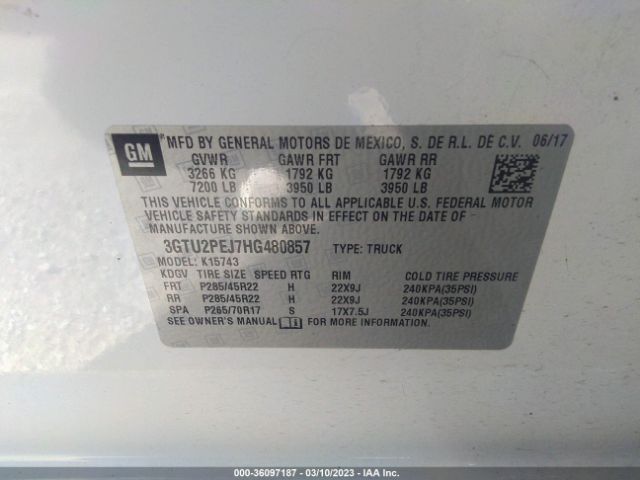 GM
MFD BY GENERAL MOTORS DE MEXICO, S. DE R.L. DE C.V. 06/17
GVWR GAWR FRT GAWR RR
3266 KG 1792 KG 1792 KG
7200 LB 3950 LB 3950 LB
THIS VEHICLE CONFORMS TO ALL APPLICABLE U.S. FEDERAL MOTOR
VEHICLE SAFETY STANDARDS IN EFFECT ON THE DATE OF
MANUFACTURE SHOWN ABOVE.
3GTU2PEJ7HG480857 TYPE: TRUCK
MODEL: K15743
KDGV TIRE SIZE SPEED RTG RIM COLD TIRE PRESSURE
FRT P285/45R22 H 22X9J 240KPA(35PSI)
RR P285/45R22 H 22X9J 240KPA(35PSI)
SPA P265/70R17 S 17X7.5J 240KPA(35PSI)
SEE OWNER'S MANUAL FOR MORE INFORMATION.
000-36097187 - 03/10/2023 - IAA Inc.